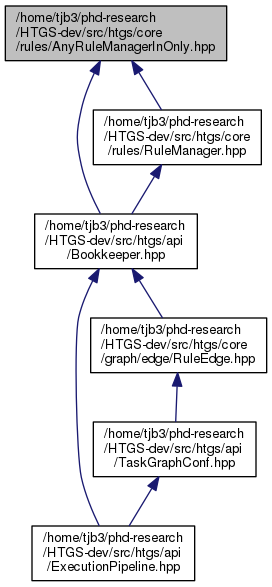 /home/tjb3/phd-research
/HTGS-dev/src/htgs/core
/rules/AnyRuleManagerInOnly.hpp
/home/tjb3/phd-research
/HTGS-dev/src/htgs/core
/rules/RuleManager.hpp
/home/tjb3/phd-research
/HTGS-dev/src/htgs/api
/Bookkeeper.hpp
/home/tjb3/phd-research
/HTGS-dev/src/htgs/core
/graph/edge/RuleEdge.hpp
/home/tjb3/phd-research
/HTGS-dev/src/htgs/api
/TaskGraphConf.hpp
/home/tjb3/phd-research
/HTGS-dev/src/htgs/api
/ExecutionPipeline.hpp